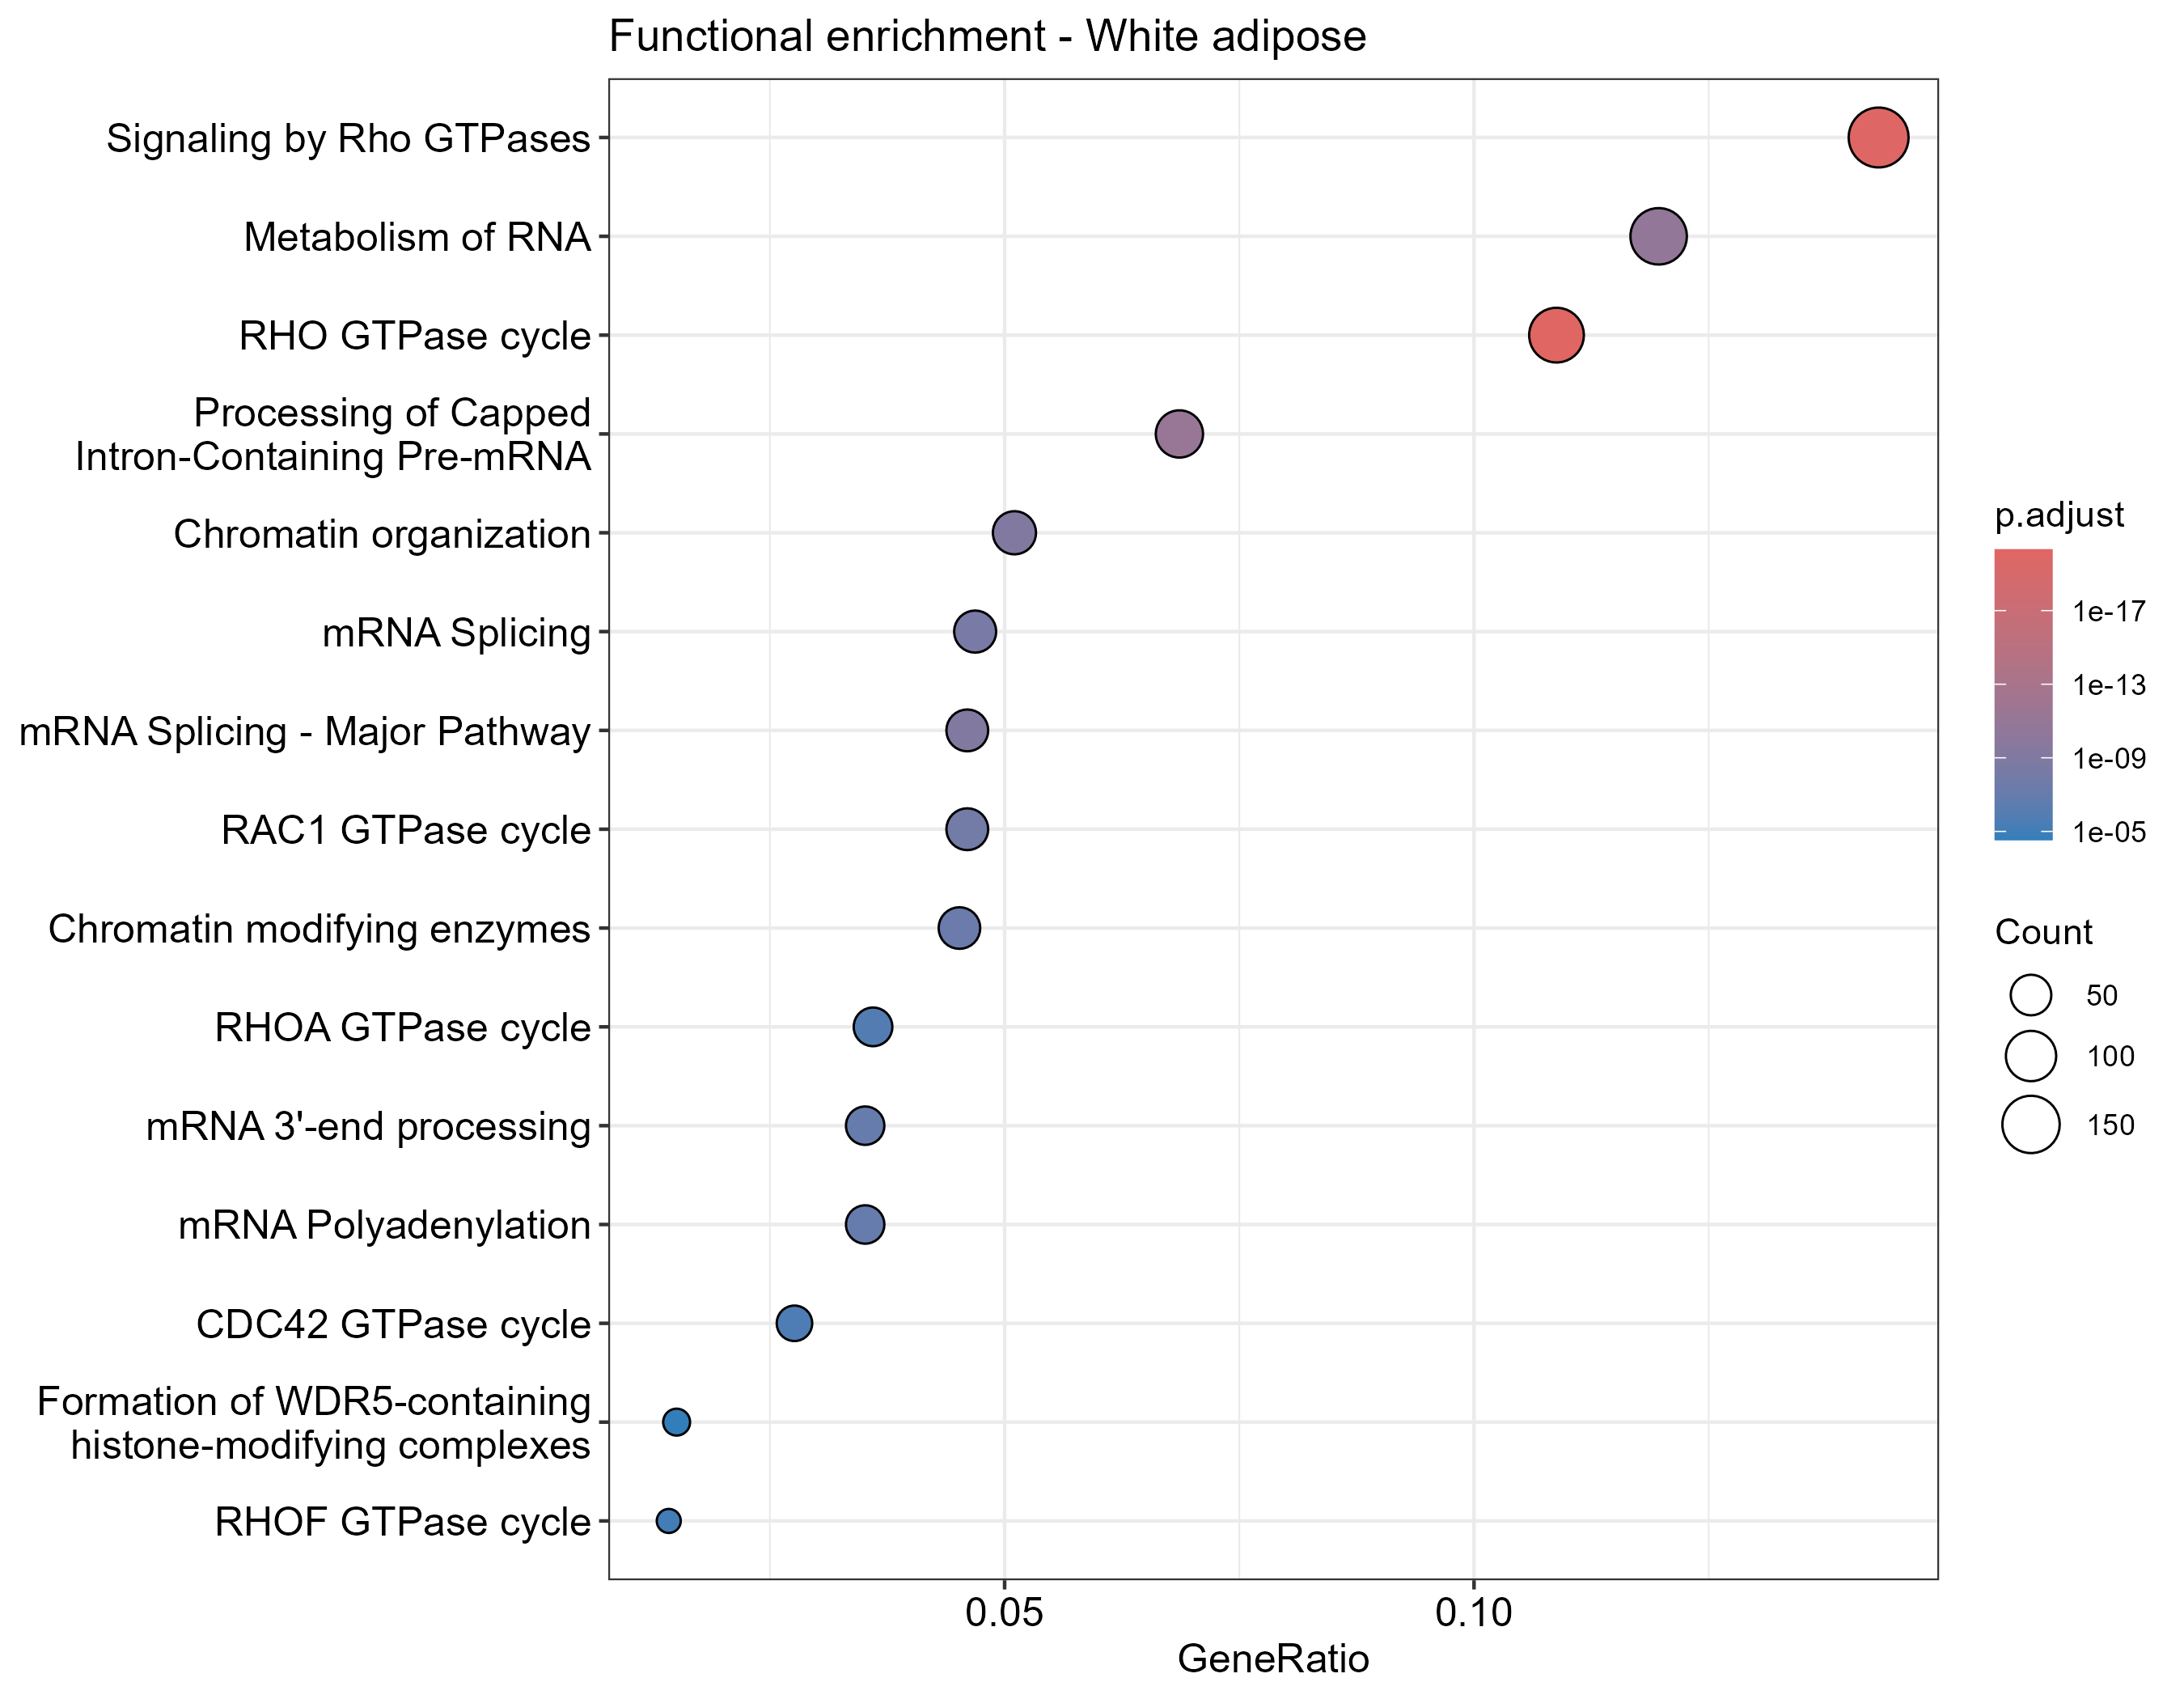 Functional enrichment - White adipose
Signaling by Rho GTPases
Metabolism of RNA
RHO GTPase cycle
Processing of Capped
Intron-Containing Pre-mRNA
Chromatin organization
mRNA Splicing
mRNA Splicing - Major Pathway
RAC1 GTPase cycle
Chromatin modifying enzymes
RHOA GTPase cycle
mRNA 3'-end processing
mRNA Polyadenylation
CDC42 GTPase cycle
Formation of WDR5-containing
histone-modifying complexes
RHOF GTPase cycle
0.05
0.10
GeneRatio
p.adjust
1e-17
1e-13
1e-09
1e-05
Count
50
100
150